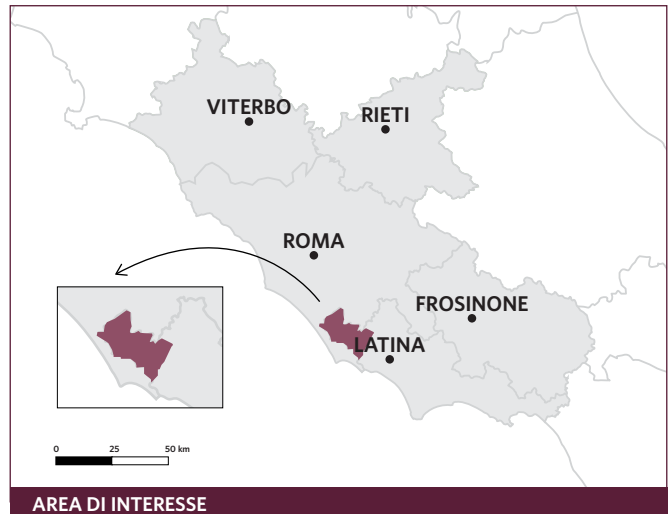 VITERBO
RIETI
ROMA
FROSINONE
LATINA
0 25 50 km
AREA DI INTERESSE